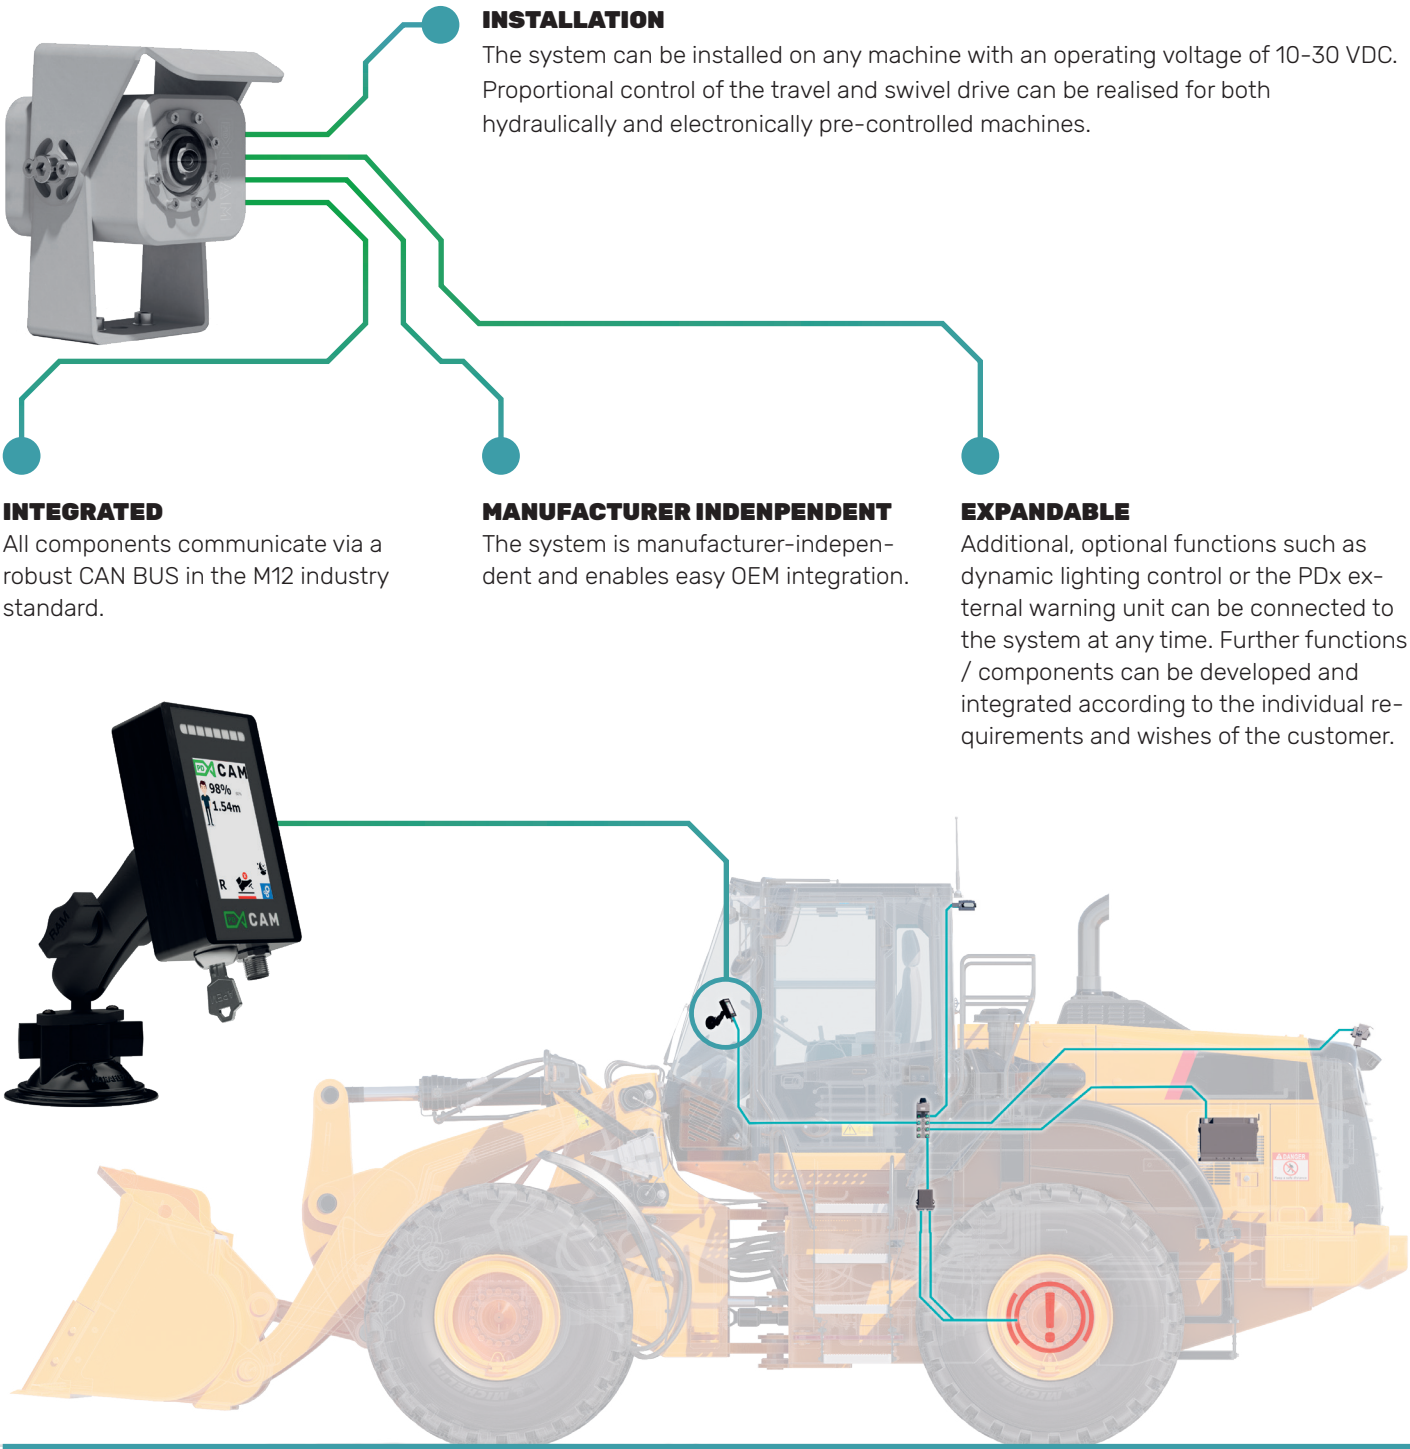 INSTALLATION
The system can be installed on any machine with an operating voltage of 10-30 VDC.
Proportional control of the travel and swivel drive can be realised for both
hydraulically and electronically pre-controlled machines.
INTEGRATED
All components communicate via a
robust CAN BUS in the M12 industry
standard.
MANUFACTURER INDENPENDENT
The system is manufacturer-indepen-
dent and enables easy OEM integration.
EXPANDABLE
Additional, optional functions such as
dynamic lighting control or the PDx ex-
ternal warning unit can be connected to
the system at any time. Further functions
/ components can be developed and
integrated according to the individual re-
quirements and wishes of the customer.
CAM
98%
1.54m
R
CAM
RAM
DANGER
MICHELIN
MICHELIN